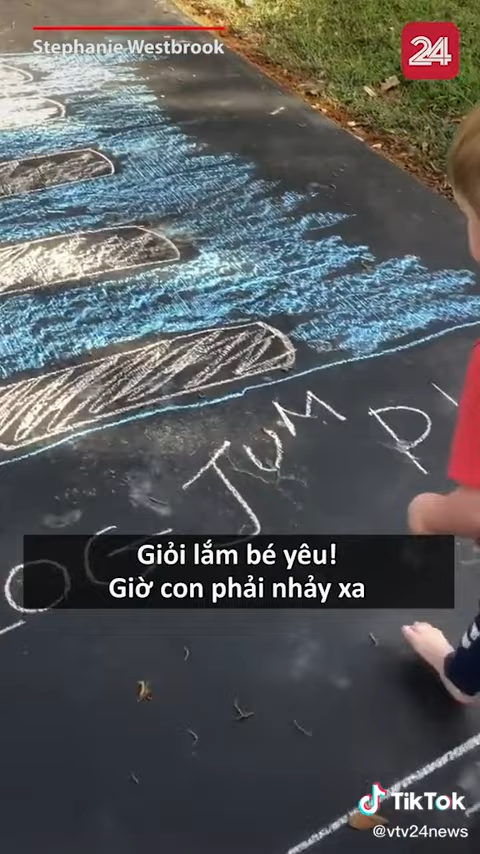 Stephanie Westbrook
24
JUMP
Giỏi lắm bé yêu!
Giờ con phải nhảy xa
TikTok
@vtv24news